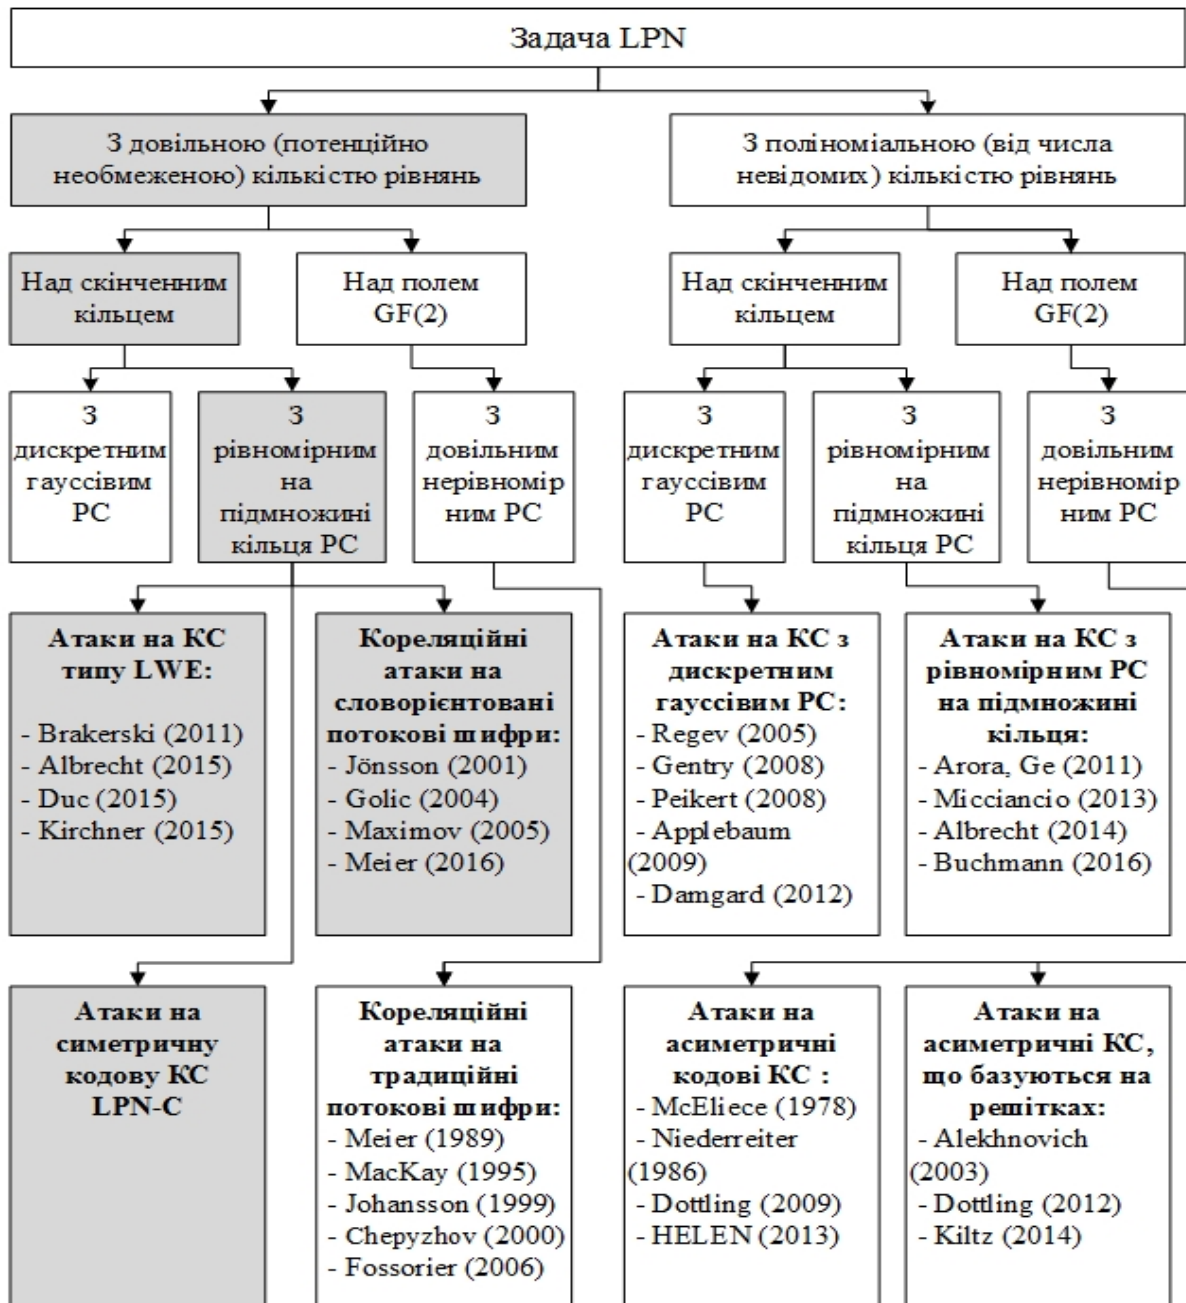 Задача LPN
З довільною (потенційно
необмеженою) кількістю рівнянь
З поліноміальною (від числа
невідомих) кількістю рівнянь
Над скінченним
кільцем
Над полем
GF(2)
Над скінченним
кільцем
Над полем
GF(2)
З
дискретним
гауссівим
РС
З
рівномірним
на
підмножині
кільця РС
З
довільним
нерівномір
ним РС
З
дискретним
гауссівим
РС
З
рівномірним
на
підмножині
кільця РС
З
довільним
нерівномір
ним РС
Атаки на КС
типу LWE:
- Brakerski (2011)
- Albrecht (2015)
- Duc (2015)
- Kirchner (2015)
Кореляційні
атаки на
словорієнтовані
потокові шифри:
- Jönsson (2001)
- Golic (2004)
- Maximov (2005)
- Meier (2016)
Атаки на КС з
дискретним
гауссівим РС:
- Regev (2005)
- Gentry (2008)
- Peikert (2008)
- Applebaum
(2009)
- Damgard (2012)
Атаки на КС з
рівномірним РС
на підмножині
кільця:
- Arora, Ge (2011)
- Micciancio (2013)
- Albrecht (2014)
- Buchmann (2016)
Атаки на
симетричну
кодову КС
LPN-C
Кореляційні
атаки на
традиційні
потокові шифри:
- Meier (1989)
- MacKay (1995)
- Johansson (1999)
- Chepyzhov (2000)
- Fossorier (2006)
Атаки на
асиметричні
кодові КС :
- McEliece (1978)
- Niederreiter
(1986)
- Dottling (2009)
- HELEN (2013)
Атаки на
асиметричні КС,
що базуються на
решітках:
- Alekhnovich
(2003)
- Dottling (2012)
- Kiltz (2014)